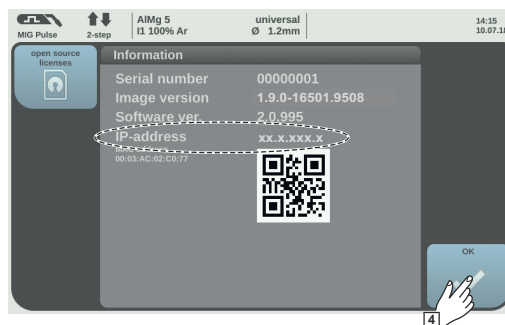 MIG Pulse
2-step
AlMg 5
I1 100% Ar
universal
Ø 1.2mm
14:15
10.07.18
open source
licenses
Information
Serial number 00000001
Image version 1.9.0-16501.9508
Software ver. 2.0.995
IP-address xx.x.xxx.x
00:03:AC:02:C0:77
OK
4